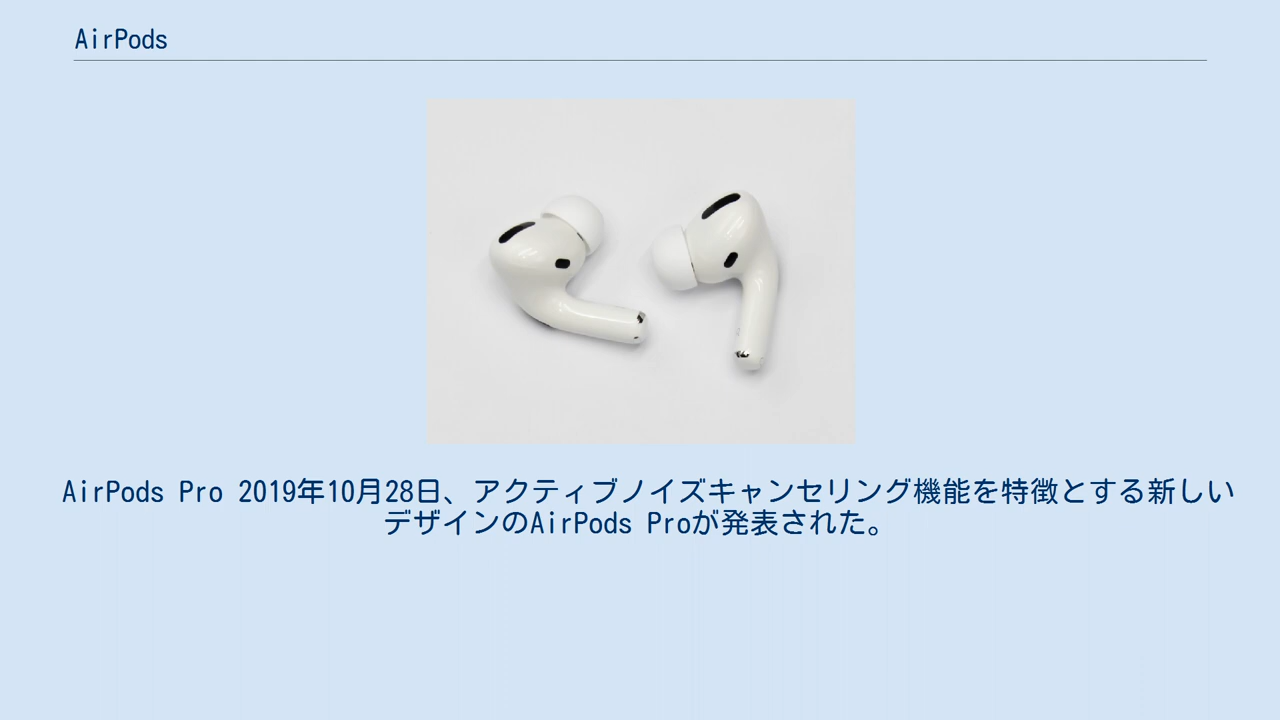 AirPods
AirPods Pro 2019年10月28日、アクティブノイズキャンセリング機能を特徴とする新しい
デザインのAirPods Proが発表された。